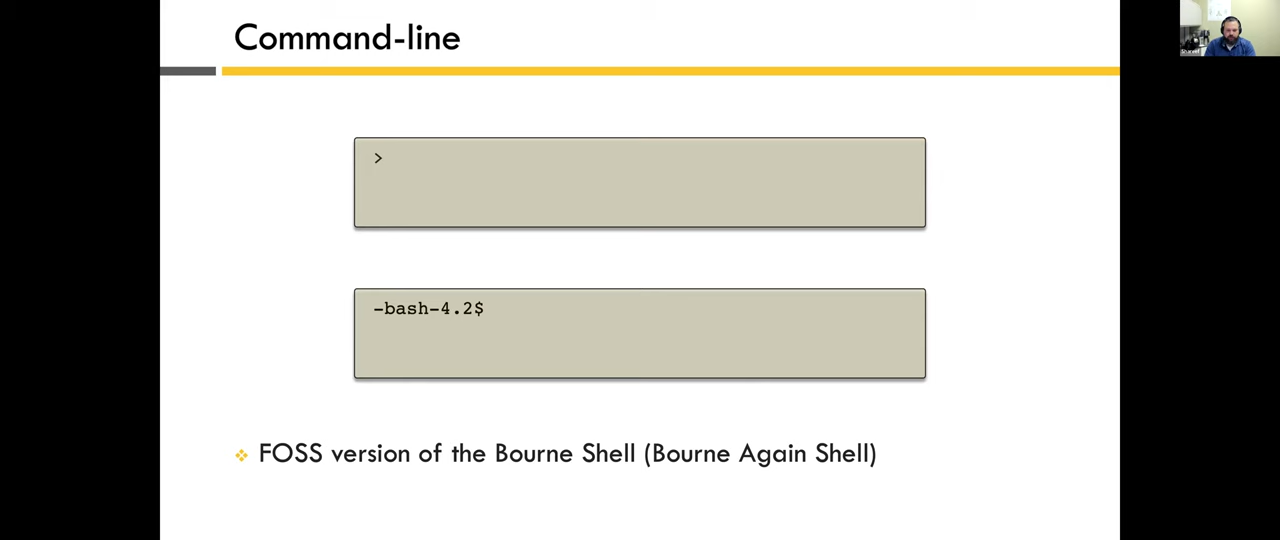 Command-line
>
-bash-4.2$
FOSS version of the Bourne Shell (Bourne Again Shell)